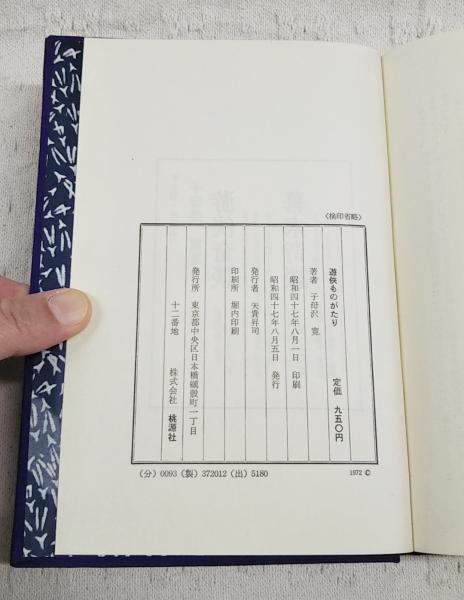 〈検印省略〉
遊俠ものがたり 定価 九五〇円
著者 子母沢 寛
昭和四十七年八月一日 印刷
昭和四十七年八月五日 発行
発行者 矢貴昇司
印刷所 堀内印刷
発行所 東京都中央区日本橋蠣殻町一丁目
十二番地 株式会社 桃源社
(分) 0093 (製) 372012 (出) 5180
1972 ©